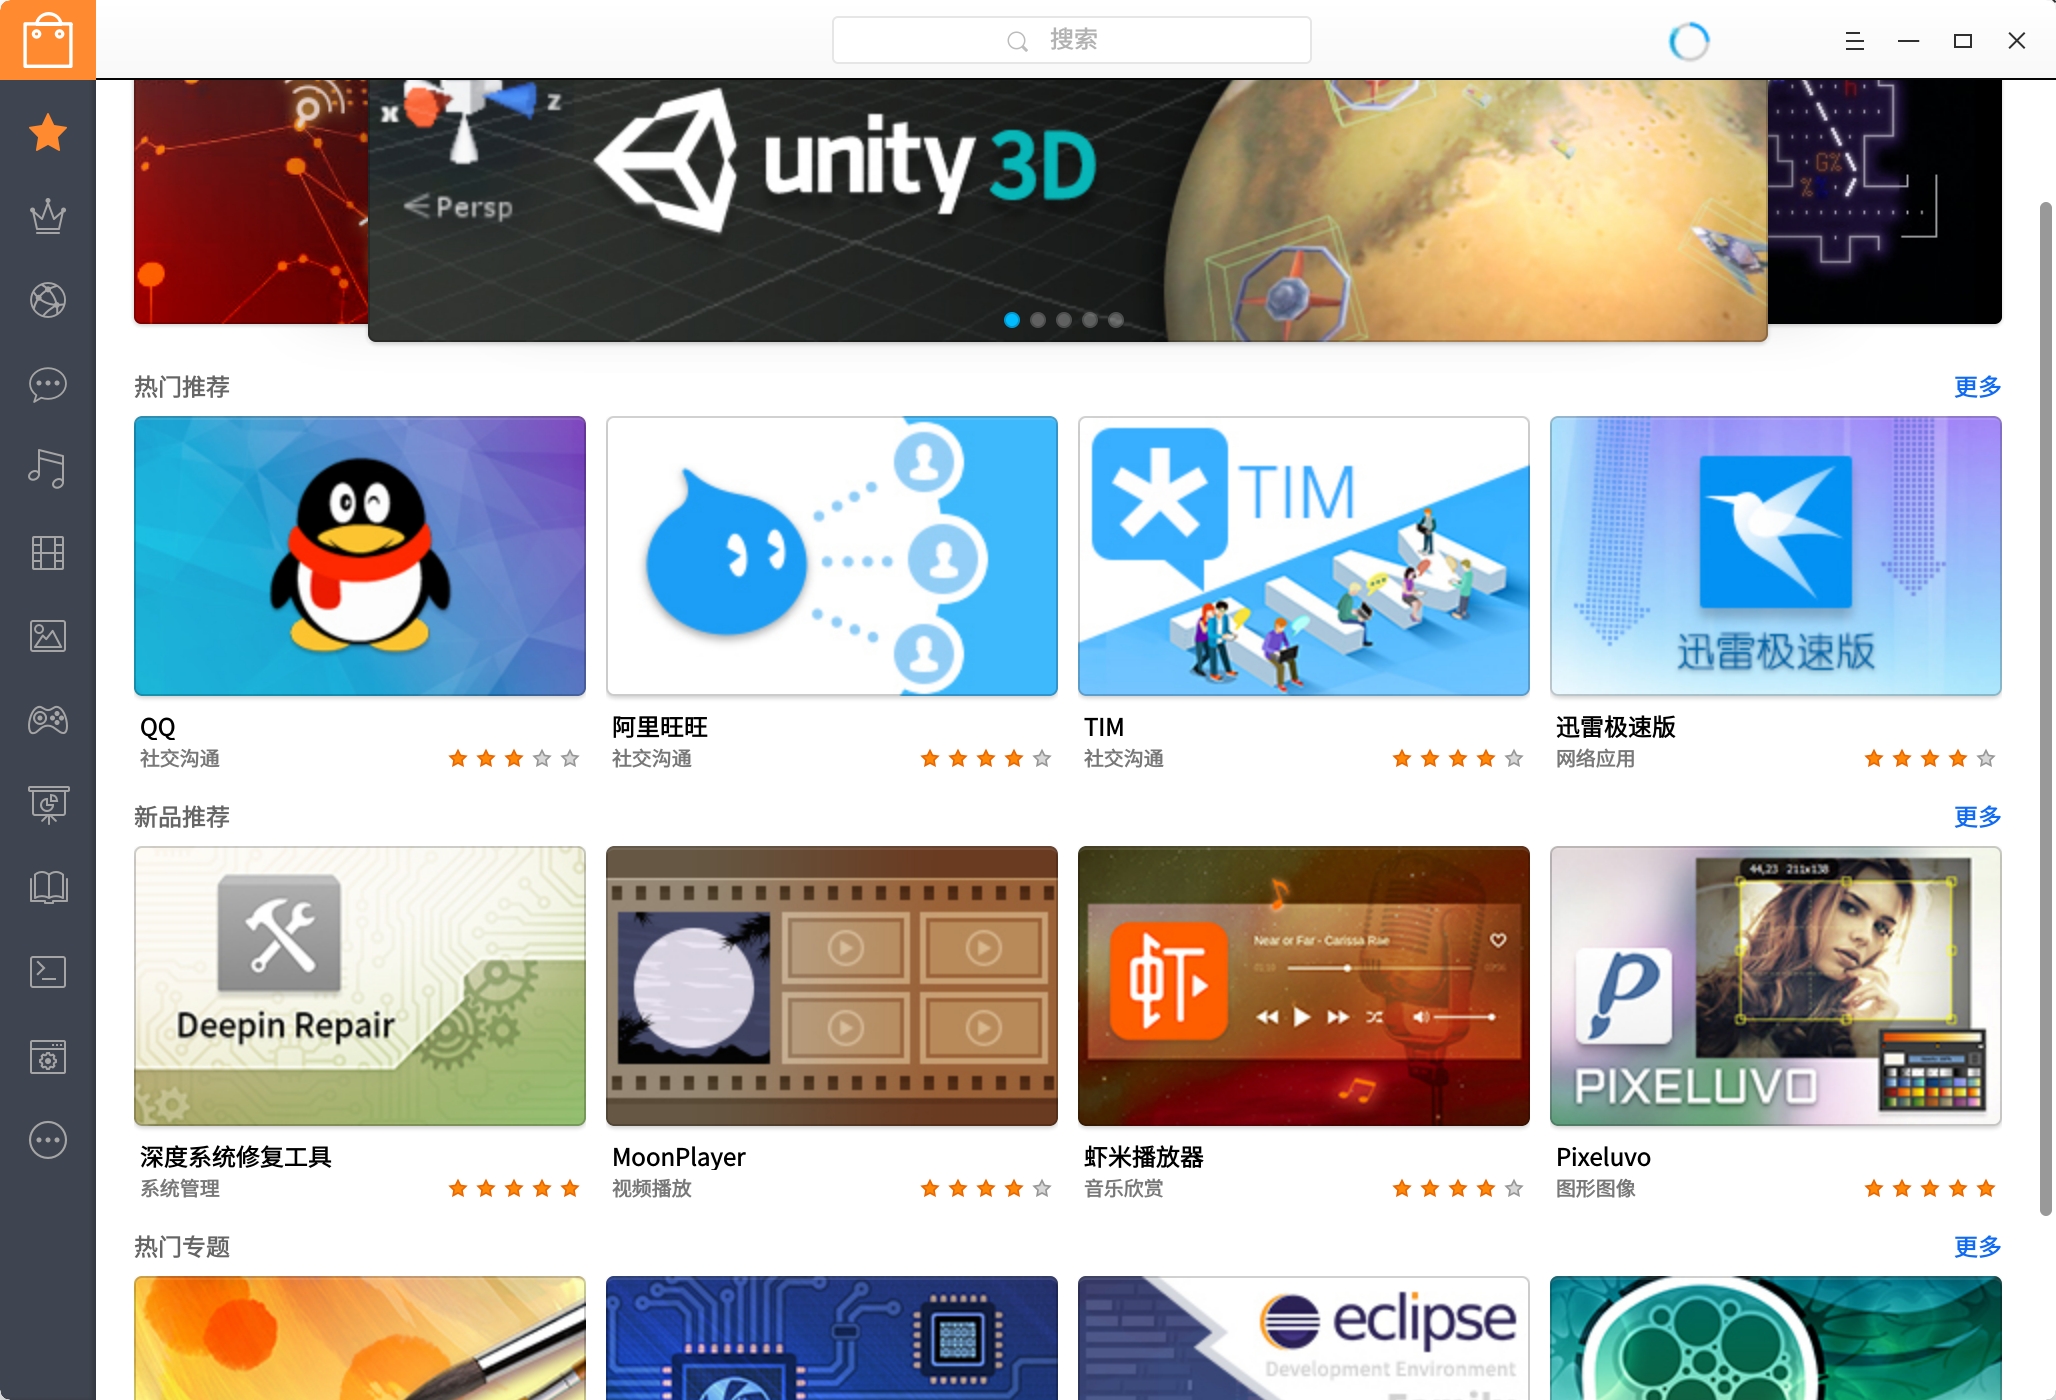 搜索
x
z
Persp
unity 3D
热门推荐
更多
TIM
迅雷极速版
QQ
社交沟通
阿里旺旺
社交沟通
TIM
社交沟通
迅雷极速版
网络应用
新品推荐
更多
Deepin Repair
虾
Near or Far - Carissa Rae
44,23 211x138
PIXELUVO
深度系统修复工具
系统管理
MoonPlayer
视频播放
虾米播放器
音乐欣赏
Pixeluvo
图形图像
热门专题
更多
eclipse
Development Environment